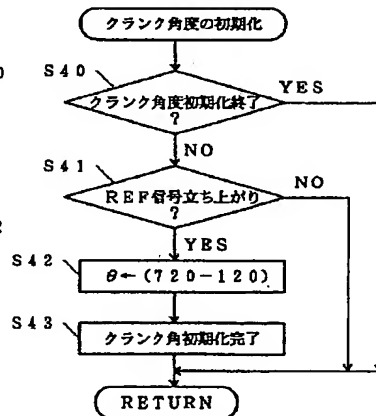 クランク角度の初期化
S40
クランク角度初期化終了
?
YES
NO
S41
REF信号立ち上がり
?
NO
YES
S42
θ←(720-120)
S43
クランク角初期化完了
RETURN